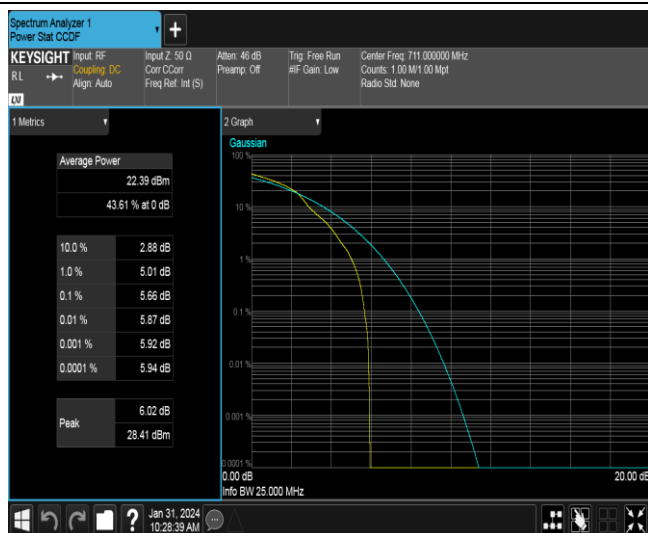 Spectrum Analyzer 1
Power Stat CCDF
+
KEYSIGHT
RL
LXI
Input: RF
Coupling: DC
Align: Auto
Input Z: 50 Ω
Corr CCorr
Freq Ref: Int (S)
Atten: 46 dB
Preamp: Off
Trig: Free Run
#IF Gain: Low
Center Freq: 711.000000 MHz
Counts: 1.00 M/1.00 Mpt
Radio Std: None
1 Metrics
Average Power
22.39 dBm
43.61 % at 0 dB
10.0 % 2.88 dB
1.0 % 5.01 dB
0.1 % 5.66 dB
0.01 % 5.87 dB
0.001 % 5.92 dB
0.0001 % 5.94 dB
Peak
6.02 dB
28.41 dBm
2 Graph
Gaussian
100 %
10 %
1 %
0.1 %
0.01 %
0.001 %
0.0001 %
0.00 dB 20.00 dB
Info BW 25.000 MHz
?
Jan 31, 2024
10:28:39 AM